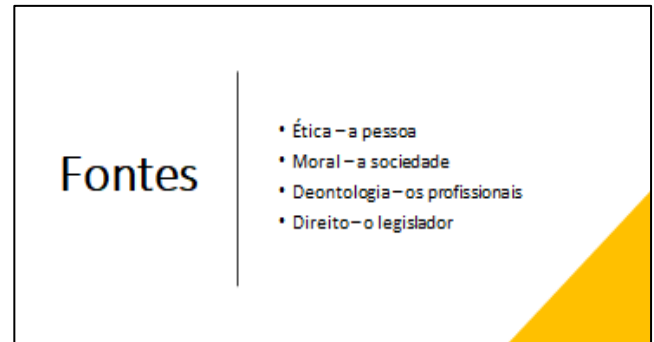 Fontes
• Ética – a pessoa
• Moral – a sociedade
• Deontologia – os profissionais
• Direito – o legislador